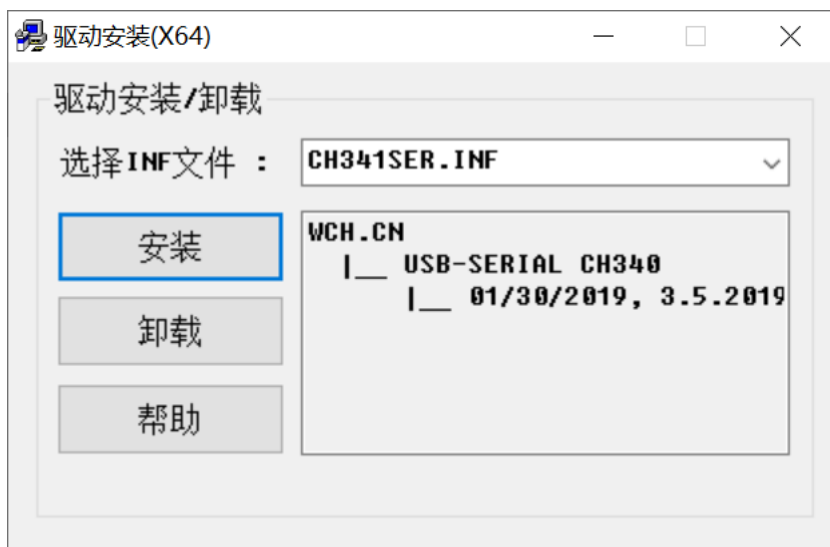 驱动安装(X64)
驱动安装/卸载
选择INF文件 :
CH341SER.INF
安装
WCH.CN
|__ USB-SERIAL CH340
|__ 01/30/2019, 3.5.2019
卸载
帮助